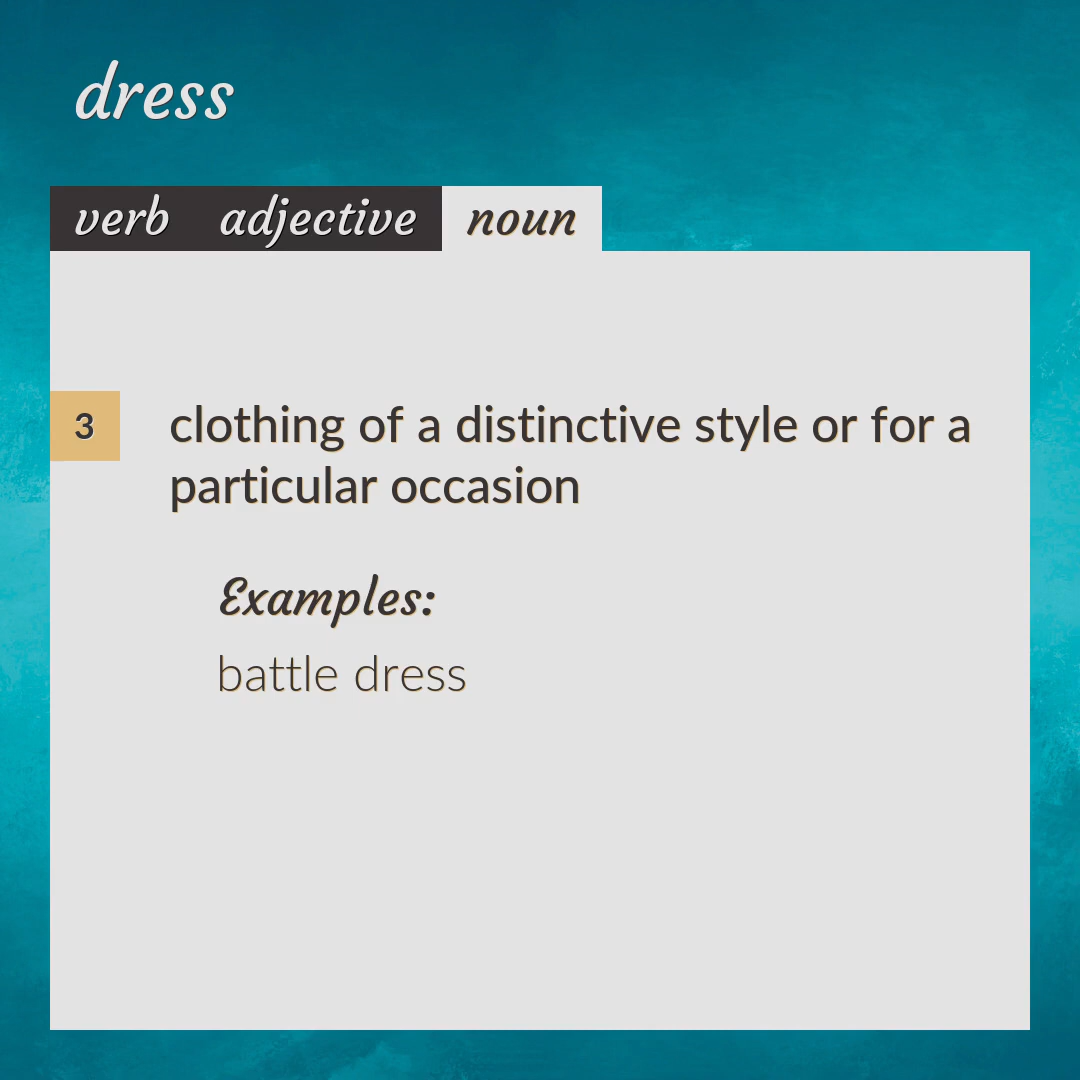 dress
verb adjective noun
3 clothing of a distinctive style or for a
particular occasion
Examples:
battle dress